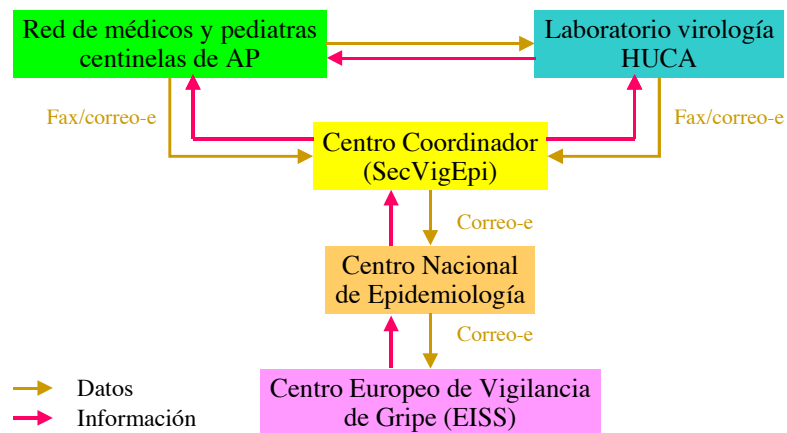 Red de médicos y pediatras
centinelas de AP
Laboratorio virología
HUCA
Fax/correo-e
Fax/correo-e
Centro Coordinador
(SecVigEpi)
Correo-e
Centro Nacional
de Epidemiología
Correo-e
Centro Europeo de Vigilancia
de Gripe (EISS)
Datos
Información